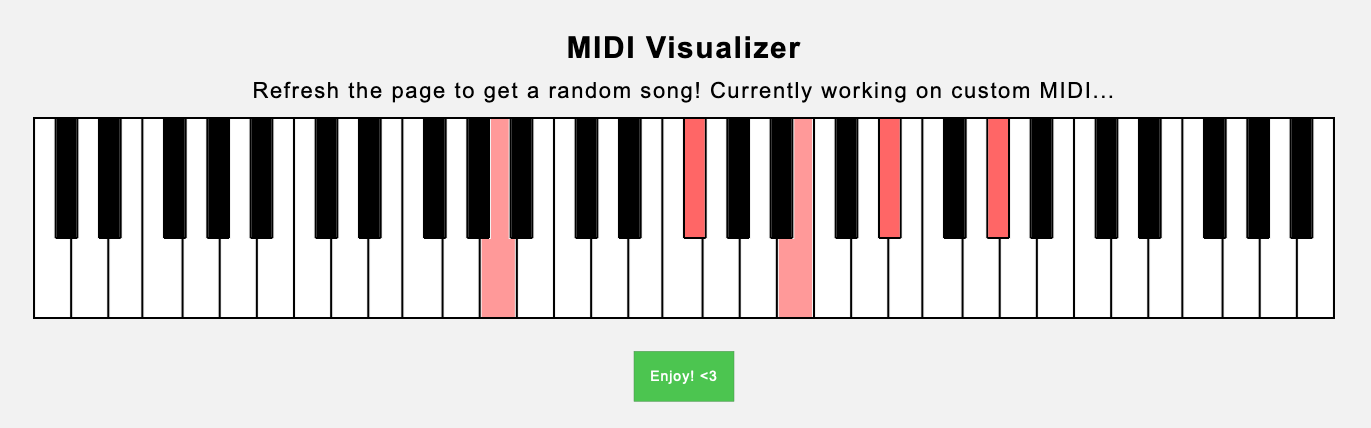 MIDI Visualizer
Refresh the page to get a random song! Currently working on custom MIDI...
Enjoy! <3